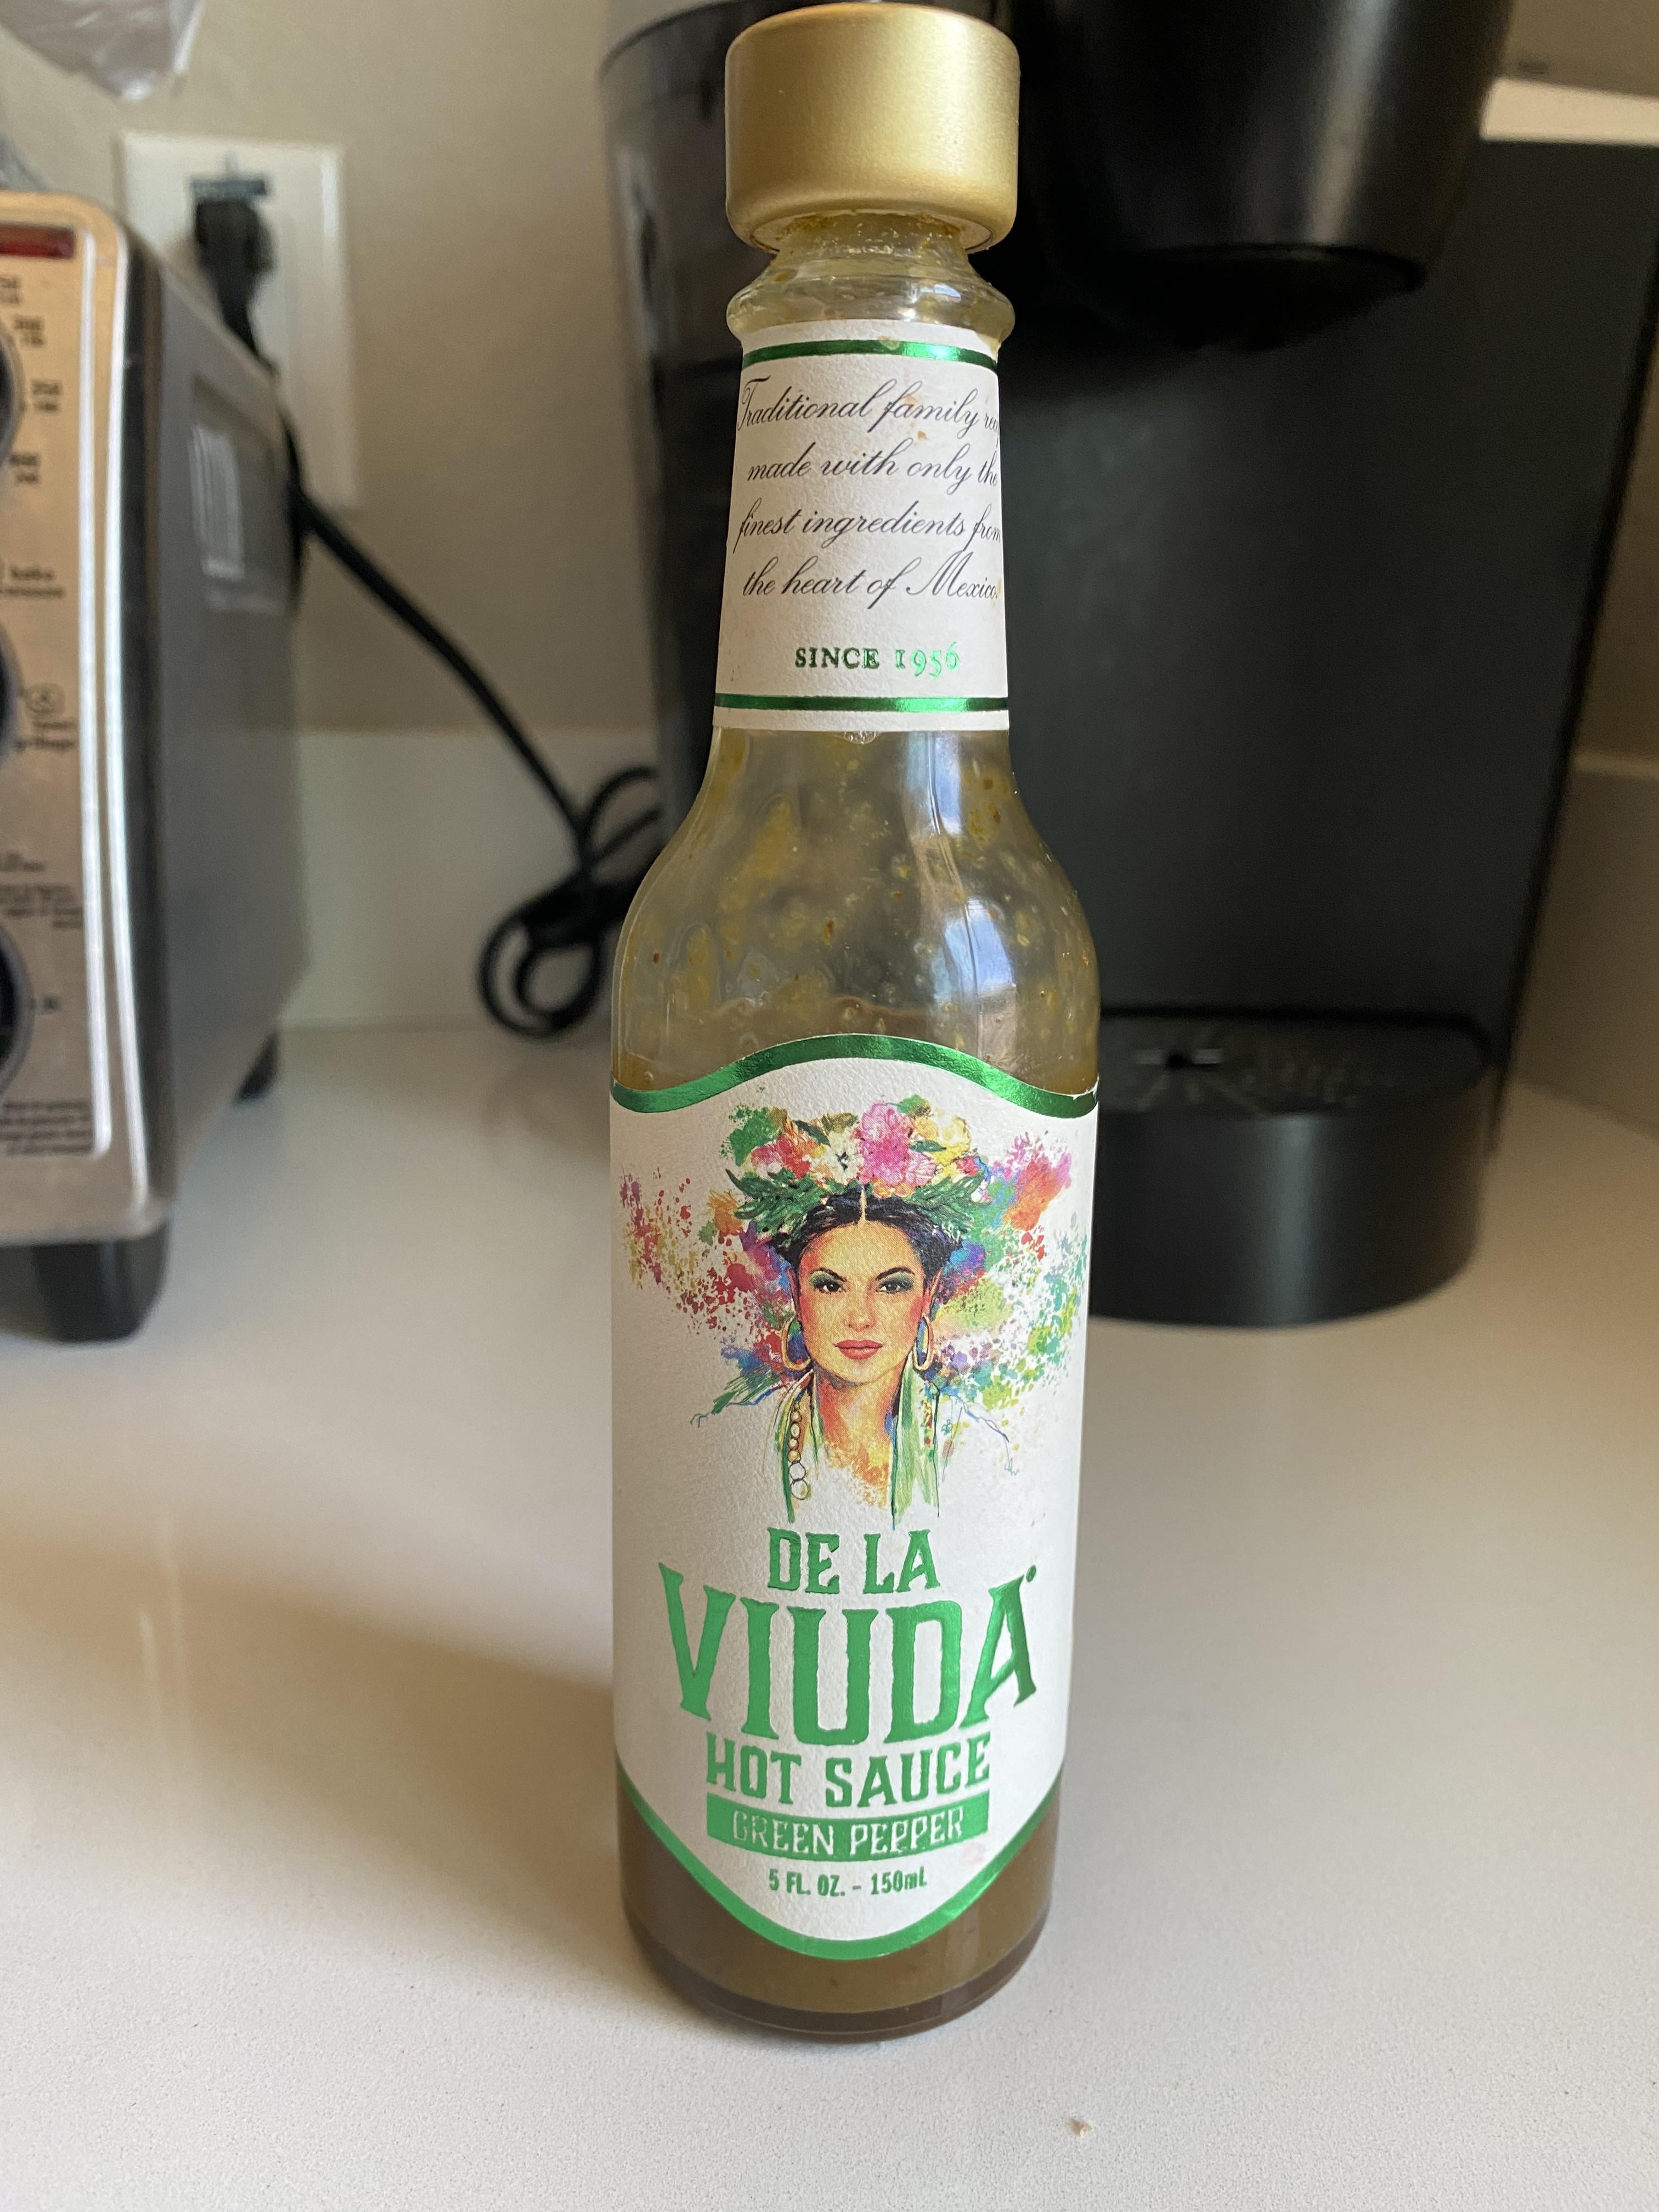 Traditional family
made with only the
finest ingredients from
the heart of Mexico.
SINCE 1956
DE LA
VIUDA
HOT SAUCE
GREEN PEPPER
5 FL. OZ. - 150mL